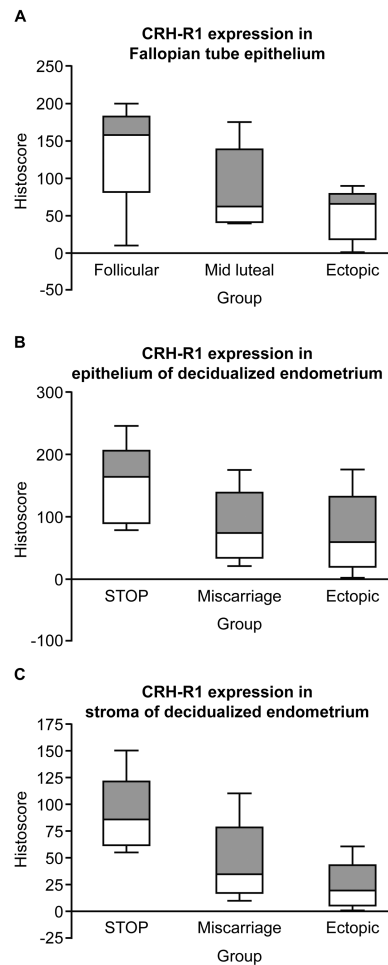 A
CRH-R1 expression in
Fallopian tube epithelium
250
200
150
100
50
0
-50
Histoscore
Follicular Mid luteal Ectopic
Group
B
CRH-R1 expression in
epithelium of decidualized endometrium
300
200
100
0
-100
Histoscore
STOP Miscarriage Ectopic
Group
C
CRH-R1 expression in
stroma of decidualized endometrium
175
150
125
100
75
50
25
0
-25
Histoscore
STOP Miscarriage Ectopic
Group